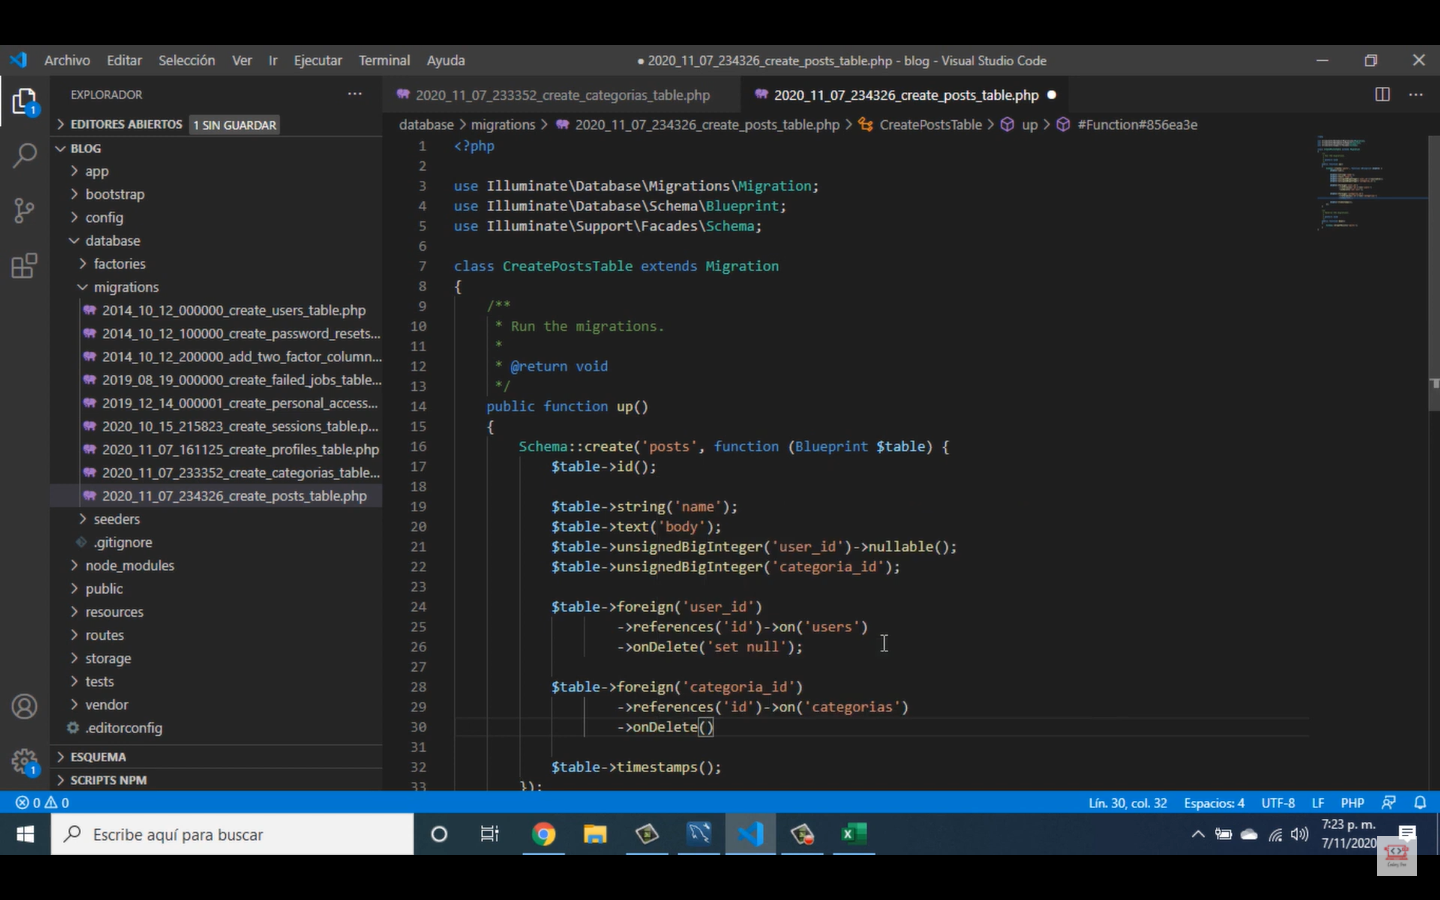 Archivo Editar Selección Ver Ir Ejecutar Terminal Ayuda
● 2020_11_07_234326_create_posts_table.php - blog - Visual Studio Code
EXPLORADOR
2020_11_07_233352_create_categorias_table.php
2020_11_07_234326_create_posts_table.php
EDITORES ABIERTOS 1 SIN GUARDAR
database > migrations > 2020_11_07_234326_create_posts_table.php > CreatePostsTable > up > #Function#856ea3e
BLOG
app
bootstrap
config
database
factories
migrations
2014_10_12_000000_create_users_table.php
2014_10_12_100000_create_password_resets...
2014_10_12_200000_add_two_factor_column...
2019_08_19_000000_create_failed_jobs_table...
2019_12_14_000001_create_personal_access...
2020_10_15_215823_create_sessions_table.p...
2020_11_07_161125_create_profiles_table.php
2020_11_07_233352_create_categorias_table...
2020_11_07_234326_create_posts_table.php
seeders
.gitignore
node_modules
public
resources
routes
storage
tests
vendor
.editorconfig
ESQUEMA
SCRIPTS NPM
1 <?php
2
3 use Illuminate\Database\Migrations\Migration;
4 use Illuminate\Database\Schema\Blueprint;
5 use Illuminate\Support\Facades\Schema;
6
7 class CreatePostsTable extends Migration
8 {
9 /**
10 * Run the migrations.
11 *
12 * @return void
13 */
14 public function up()
15 {
16 Schema::create('posts', function (Blueprint $table) {
17 $table->id();
18
19 $table->string('name');
20 $table->text('body');
21 $table->unsignedBigInteger('user_id')->nullable();
22 $table->unsignedBigInteger('categoria_id');
23
24 $table->foreign('user_id')
25 ->references('id')->on('users')
26 ->onDelete('set null');
27
28 $table->foreign('categoria_id')
29 ->references('id')->on('categorias')
30 ->onDelete()
31
32 $table->timestamps();
33 });
1
1
0 0
Lín. 30, col. 32 Espacios: 4 UTF-8 LF PHP
Escribe aquí para buscar
7:23 p. m.
7/11/2020